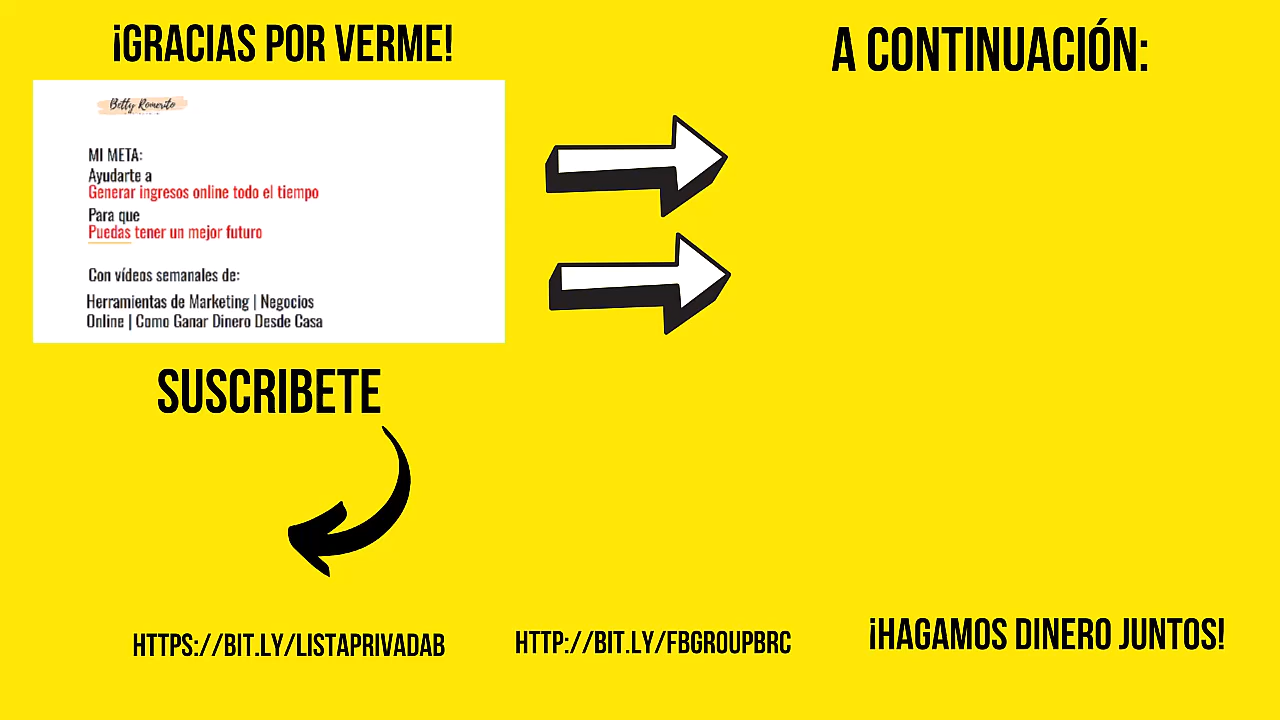 ¡GRACIAS POR VERME!
A CONTINUACIÓN:
Betty Romerito
MI META:
Ayudarte a
Generar ingresos online todo el tiempo
Para que
Puedas tener un mejor futuro
Con vídeos semanales de:
Herramientas de Marketing | Negocios
Online | Como Ganar Dinero Desde Casa
SUSCRIBETE
HTTPS://BIT.LY/LISTAPRIVADAB
HTTP://BIT.LY/FBGROUPBRC
¡HAGAMOS DINERO JUNTOS!